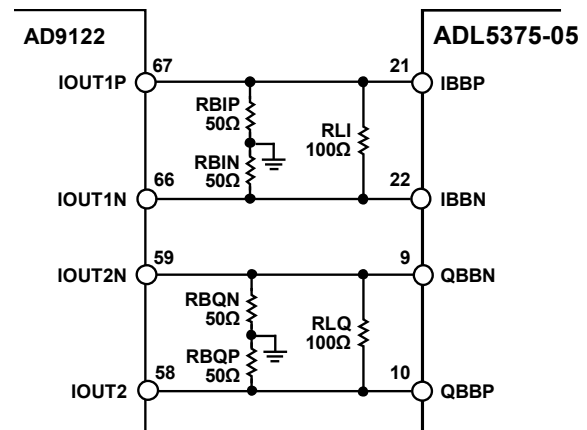 AD9122
ADL5375-05
67
21
IOUT1P
IBBP
RBIP
50Ω
RLI
100Ω
RBIN
50Ω
66
22
IOUT1N
IBBN
59
9
IOUT2N
QBBN
RBQN
50Ω
RLQ
100Ω
RBQP
50Ω
58
10
IOUT2
QBBP